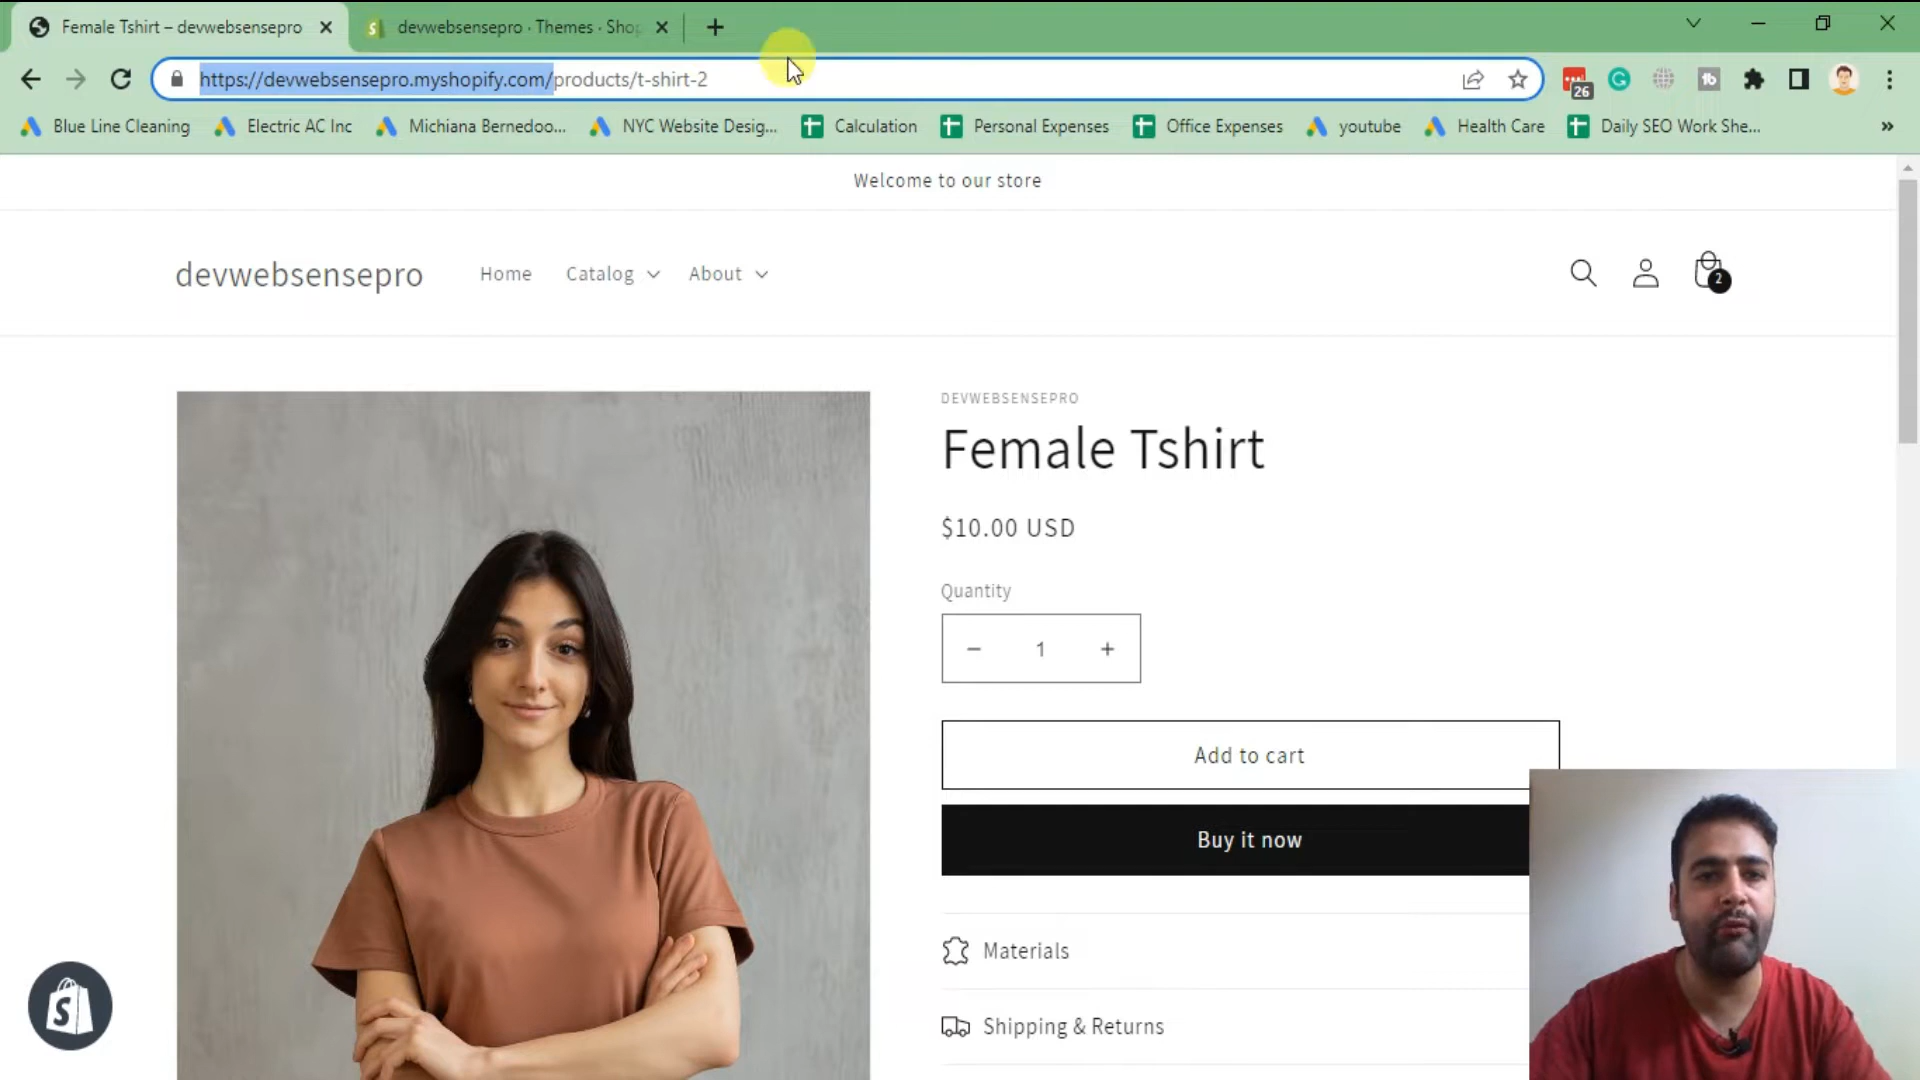 Female Tshirt – devwebsensepro
devwebsensepro · Themes · Shop
https://devwebsensepro.myshopify.com/products/t-shirt-2
26
Blue Line Cleaning
Electric AC Inc
Michiana Bernedoo...
NYC Website Desig...
Calculation
Personal Expenses
Office Expenses
youtube
Health Care
Daily SEO Work She...
»
Welcome to our store
devwebsensepro
Home
Catalog
About
2
DEVWEBSENSEPRO
Female Tshirt
$10.00 USD
Quantity
− 1 +
Add to cart
Buy it now
Materials
Shipping & Returns